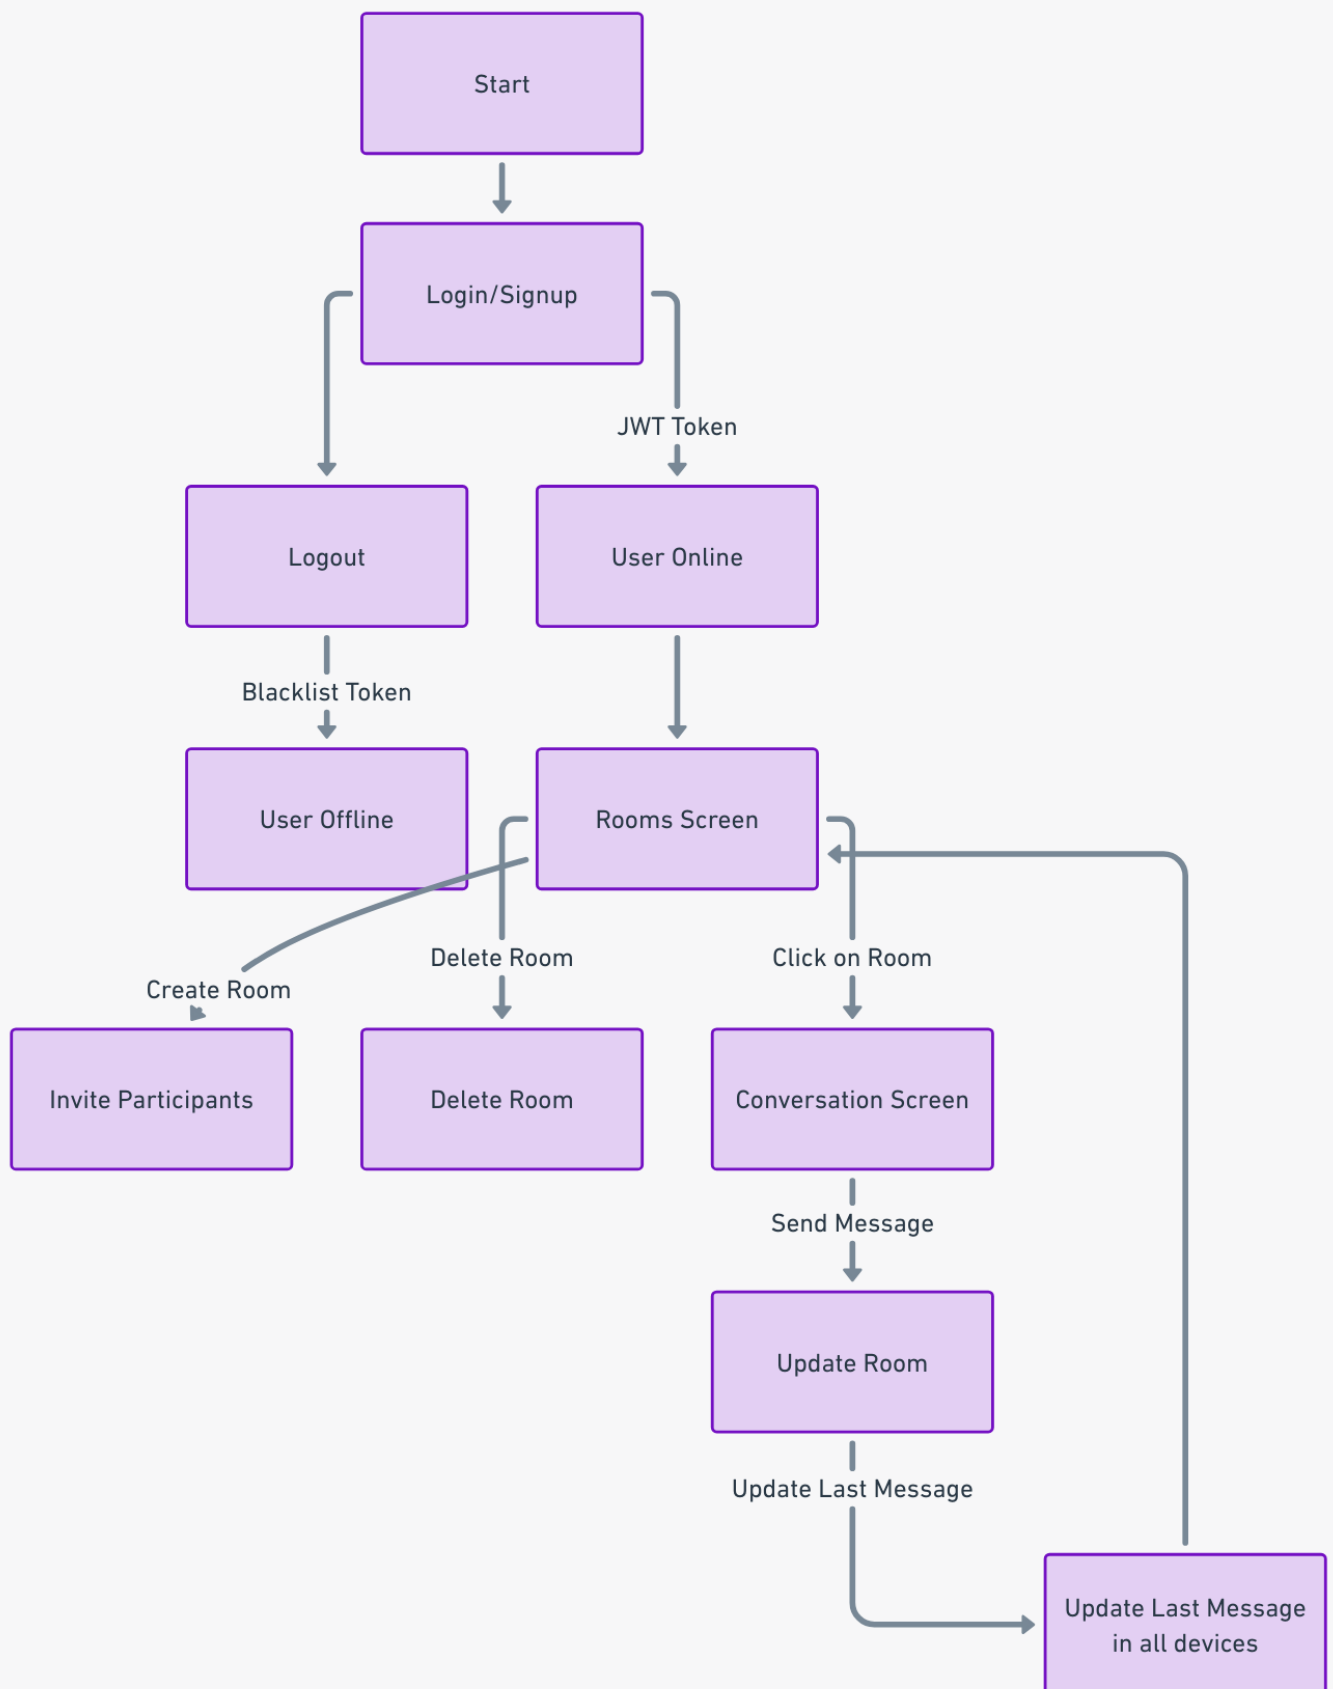 Start
Login/Signup
JWT Token
Logout
User Online
Blacklist Token
User Offline
Rooms Screen
Delete Room
Click on Room
Create Room
Invite Participants
Delete Room
Conversation Screen
Send Message
Update Room
Update Last Message
Update Last Message
in all devices